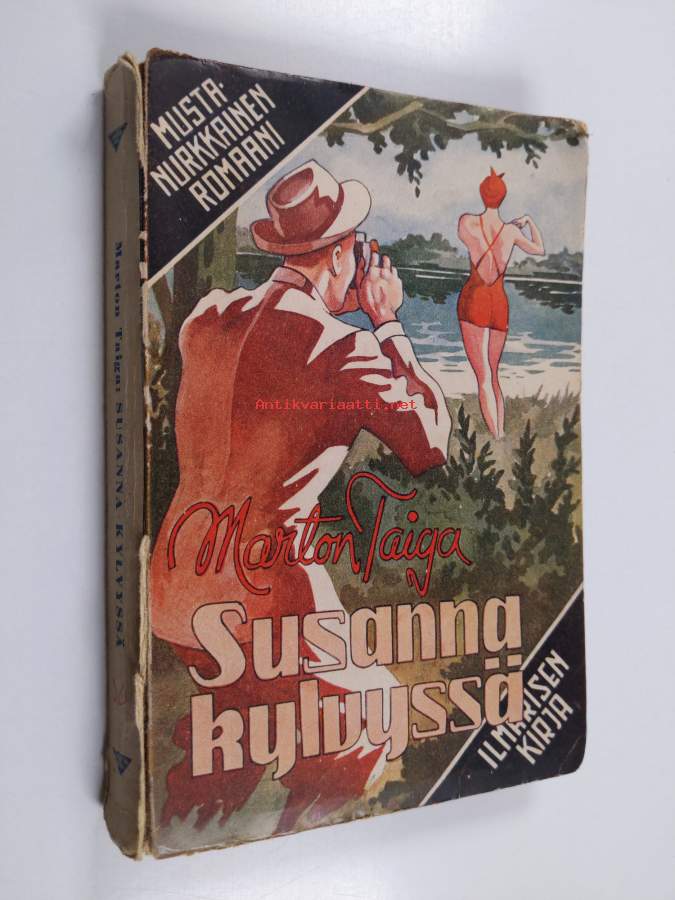 MUSTA-
NURKKAINEN
ROMAANI
Marton Taiga
Susanna
kylvyssä
ILMARISEN
KIRJA
Marton Taiga: SUSANNA KYLVYSSÄ
Antikvariaatti.net